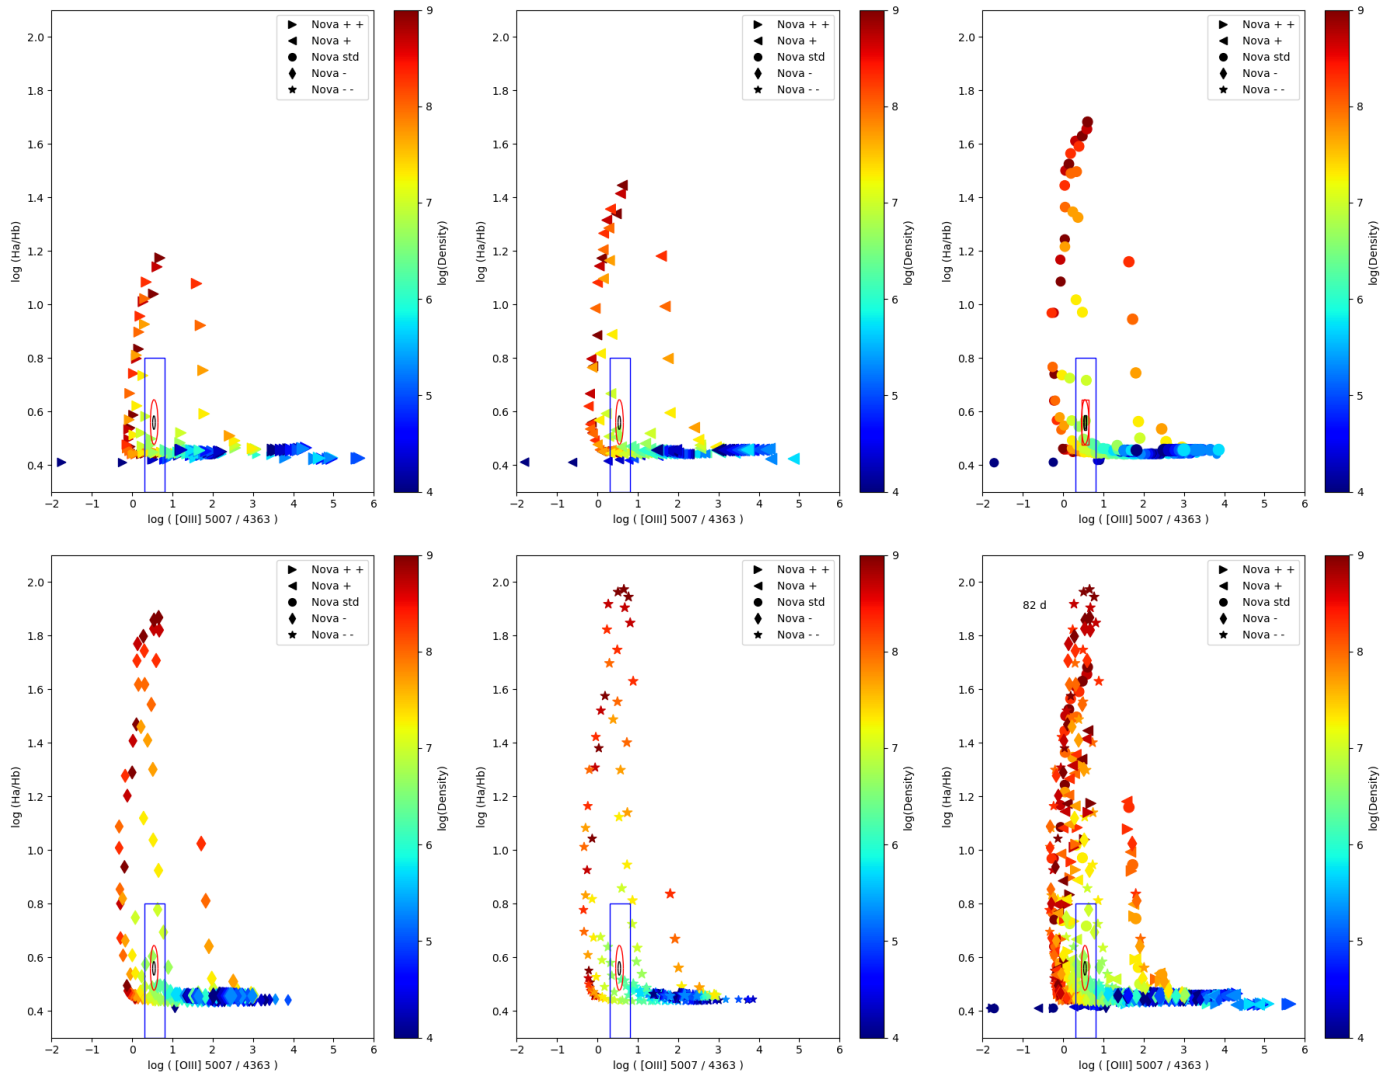 Nova + +
Nova +
Nova std
Nova -
Nova - -
2.0
1.8
1.6
1.4
1.2
1.0
0.8
0.6
0.4
log (Ha/Hb)
−2 −1 0 1 2 3 4 5 6
log ( [OIII] 5007 / 4363 )
9
8
7
6
5
4
log(Density)
Nova + +
Nova +
Nova std
Nova -
Nova - -
2.0
1.8
1.6
1.4
1.2
1.0
0.8
0.6
0.4
log (Ha/Hb)
−2 −1 0 1 2 3 4 5 6
log ( [OIII] 5007 / 4363 )
9
8
7
6
5
4
log(Density)
Nova + +
Nova +
Nova std
Nova -
Nova - -
2.0
1.8
1.6
1.4
1.2
1.0
0.8
0.6
0.4
log (Ha/Hb)
−2 −1 0 1 2 3 4 5 6
log ( [OIII] 5007 / 4363 )
9
8
7
6
5
4
log(Density)
Nova + +
Nova +
Nova std
Nova -
Nova - -
2.0
1.8
1.6
1.4
1.2
1.0
0.8
0.6
0.4
log (Ha/Hb)
−2 −1 0 1 2 3 4 5 6
log ( [OIII] 5007 / 4363 )
9
8
7
6
5
4
log(Density)
Nova + +
Nova +
Nova std
Nova -
Nova - -
2.0
1.8
1.6
1.4
1.2
1.0
0.8
0.6
0.4
log (Ha/Hb)
−2 −1 0 1 2 3 4 5 6
log ( [OIII] 5007 / 4363 )
9
8
7
6
5
4
log(Density)
Nova + +
Nova +
Nova std
Nova -
Nova - -
82 d
2.0
1.8
1.6
1.4
1.2
1.0
0.8
0.6
0.4
log (Ha/Hb)
−2 −1 0 1 2 3 4 5 6
log ( [OIII] 5007 / 4363 )
9
8
7
6
5
4
log(Density)